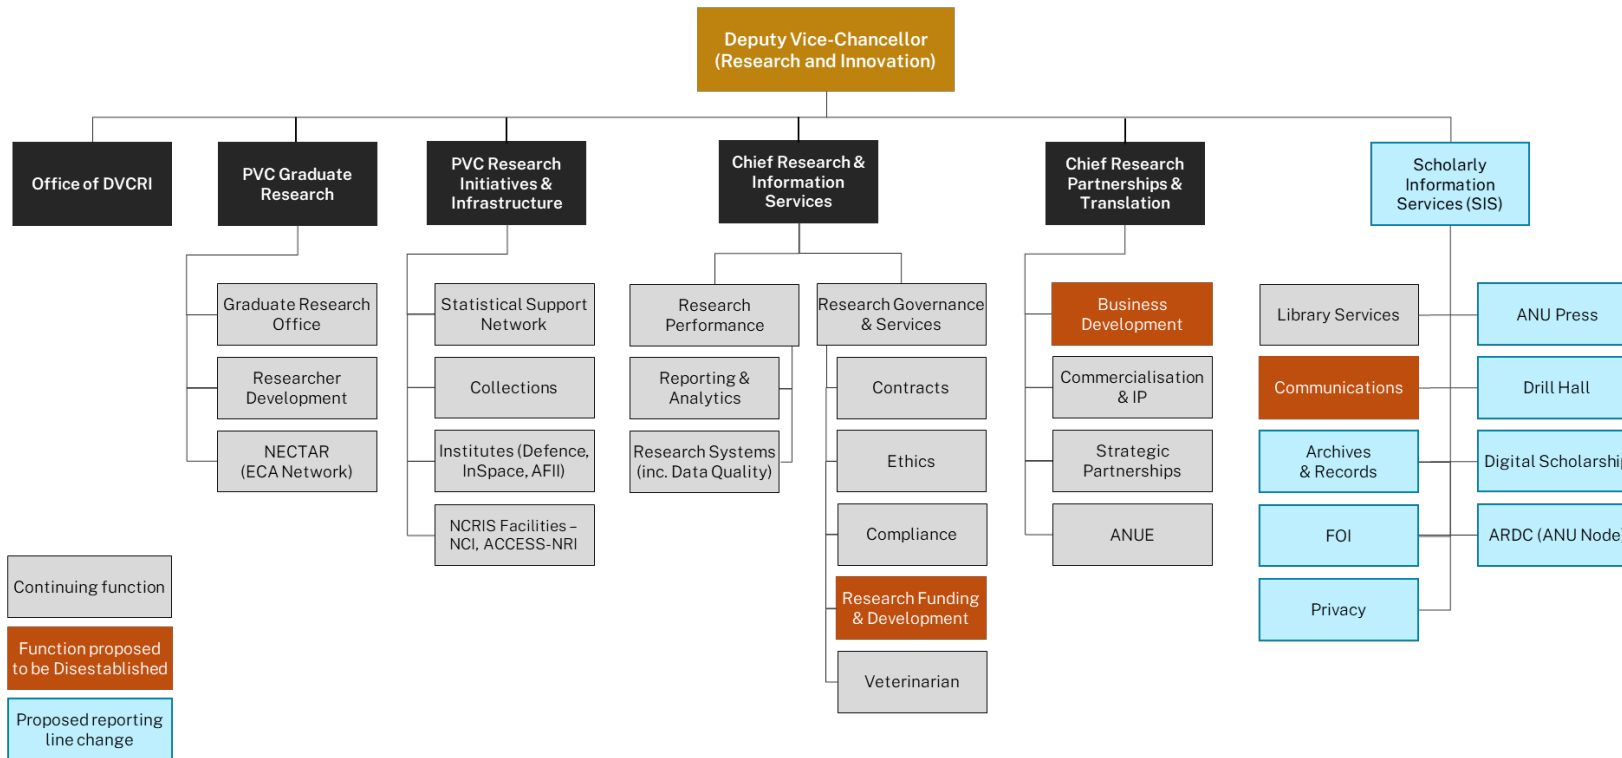 Deputy Vice-Chancellor
(Research and Innovation)
Office of DVCRI
PVC Graduate
Research
PVC Research
Initiatives &
Infrastructure
Chief Research &
Information
Services
Chief Research
Partnerships &
Translation
Scholarly
Information
Services (SIS)
Graduate Research
Office
Researcher
Development
NECTAR
(ECA Network)
Statistical Support
Network
Collections
Institutes (Defence,
InSpace, AFII)
NCRIS Facilities –
NCI, ACCESS-NRI
Research
Performance
Reporting &
Analytics
Research Systems
(inc. Data Quality)
Research Governance
& Services
Contracts
Ethics
Compliance
Research Funding
& Development
Veterinarian
Business
Development
Commercialisation
& IP
Strategic
Partnerships
ANUE
Library Services
Communications
Archives
& Records
FOI
Privacy
ANU Press
Drill Hall
Digital Scholarship
ARDC (ANU Node)
Continuing function
Function proposed
to be Disestablished
Proposed reporting
line change